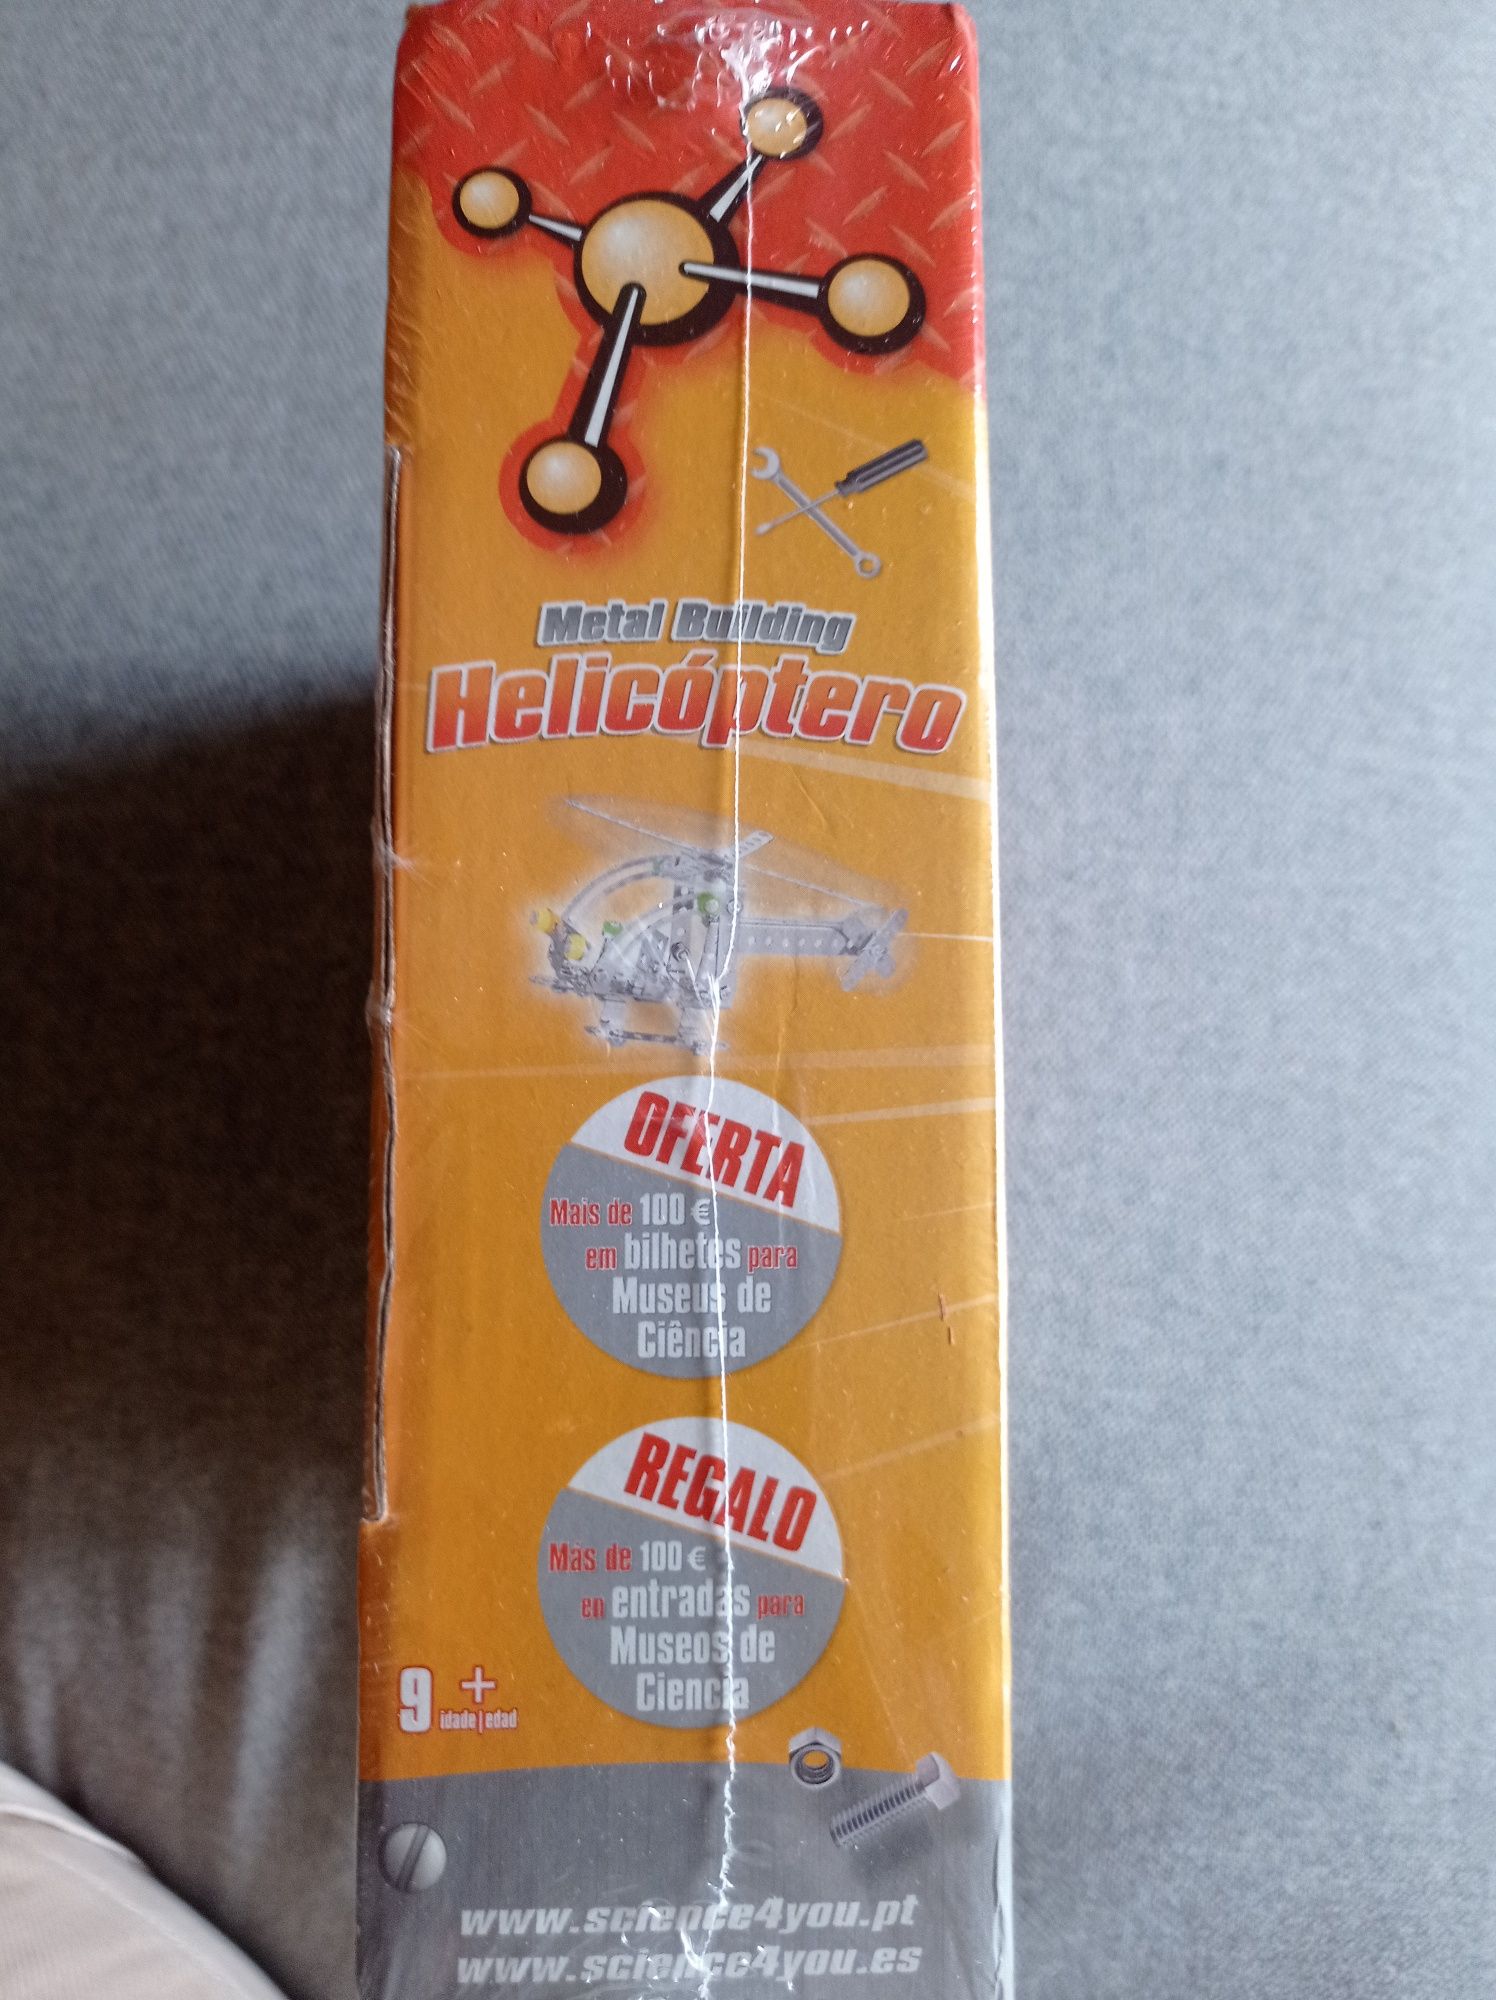 Metal Building
Helicóptero
OFERTA
Mais de 100 €
em bilhetes para
Museus de
Ciência
REGALO
Más de 100 €
en entradas para
Museos de
Ciencia
9 +
idade|edad
www.science4you.pt
www.science4you.es